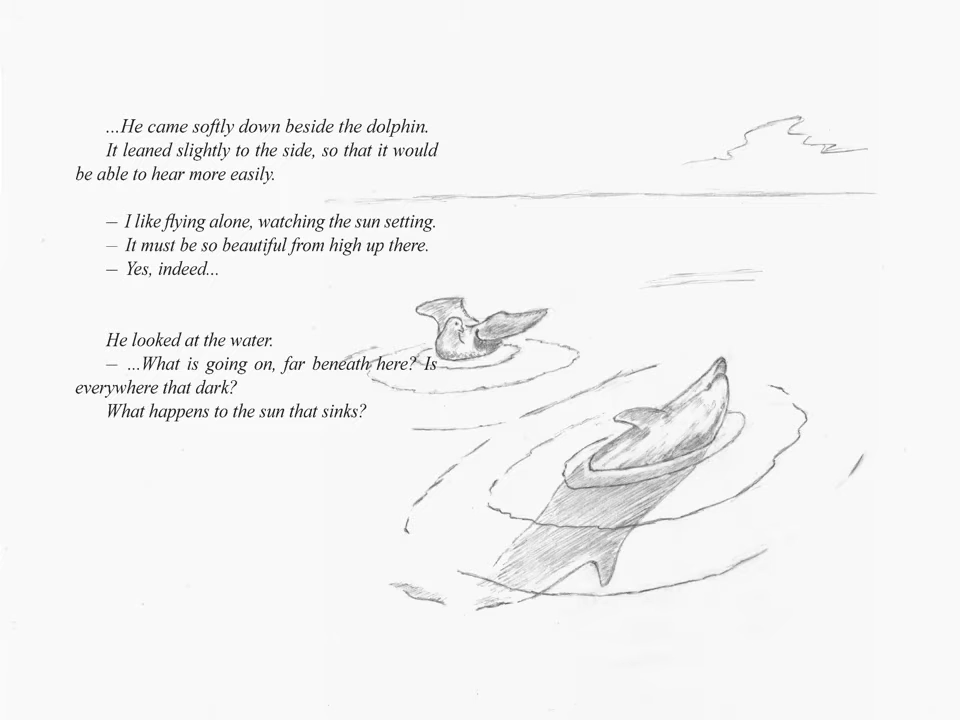 ...He came softly down beside the dolphin.
It leaned slightly to the side, so that it would
be able to hear more easily.
– I like flying alone, watching the sun setting.
– It must be so beautiful from high up there.
– Yes, indeed...
He looked at the water.
– ...What is going on, far beneath here? Is
everywhere that dark?
What happens to the sun that sinks?